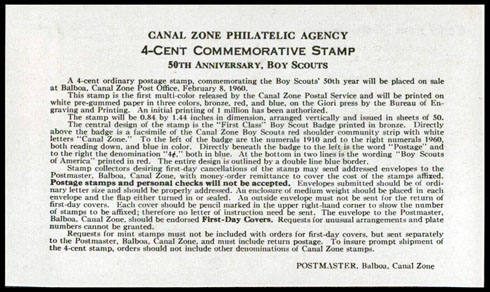 CANAL ZONE PHILATELIC AGENCY
4-CENT COMMEMORATIVE STAMP
50TH ANNIVERSARY, BOY SCOUTS
A 4-cent ordinary postage stamp, commemorating the Boy Scouts' 50th year will be placed on
sale at Balboa, Canal Zone Post Office, February 8, 1960.
This stamp is the first multi-color released by the Canal Zone Postal Service and will be printed on
white pre-gummed paper in three colors, bronze, red, and blue, on the Giori press by the Bureau of En-
graving and Printing. An initial printing of 1 million has been authorized.
The stamp will be 0.84 by 1.44 inches in dimension, arranged vertically and issued in sheets of 50.
The central design of the stamp is the "First Class" Boy Scout Badge printed in bronze. Directly
above the badge is a facsimile of the Canal Zone Boy Scouts red shoulder community strip with white
letters "Canal Zone." To the left of the badge are the numerals 1910 and to the right numerals 1960,
both reading down, and blue in color. Directly beneath the badge to the left is the word "Postage" and
to the right the denomination "4¢," both in blue. At the bottom in two lines is the wording "Boy Scouts
of America" printed in red. The entire design is outlined by a double line blue border.
Stamp collectors desiring first-day cancellations of the stamp may send addressed envelopes to the
Postmaster, Balboa, Canal Zone, with money-order remittance to cover the cost of the stamps affixed.
Postage stamps and personal checks will not be accepted. Envelopes submitted should be of ordi-
nary letter size and should be properly addressed. An enclosure of medium weight should be placed in each
envelope and the flap either turned in or sealed. An outside envelope must not be sent for the return of
first-day covers. Each cover should be pencil marked in the upper right-hand corner to show the number
of stamps to be affixed; therefore no letter of instruction need be sent. The envelope to the Postmaster,
Balboa, Canal Zone, should be endorsed First-Day Covers. Requests for unusual arrangements and plate
numbers cannot be granted.
Requests for mint stamps must not be included with orders for first-day covers, but sent separately
to the Postmaster, Balboa, Canal Zone, and must include return postage. To insure prompt shipment of
the 4-cent stamp, orders should not include other denominations of Canal Zone stamps.
POSTMASTER, Balboa, Canal Zone